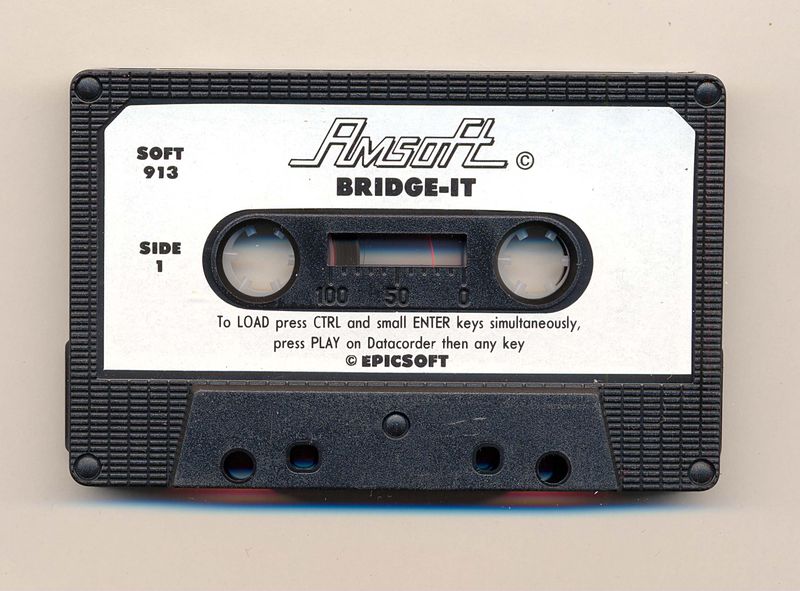 Amsoft ©
BRIDGE-IT
SOFT
913
SIDE
1
100 50 0
To LOAD press CTRL and small ENTER keys simultaneously,
press PLAY on Datacorder then any key
© EPICSOFT